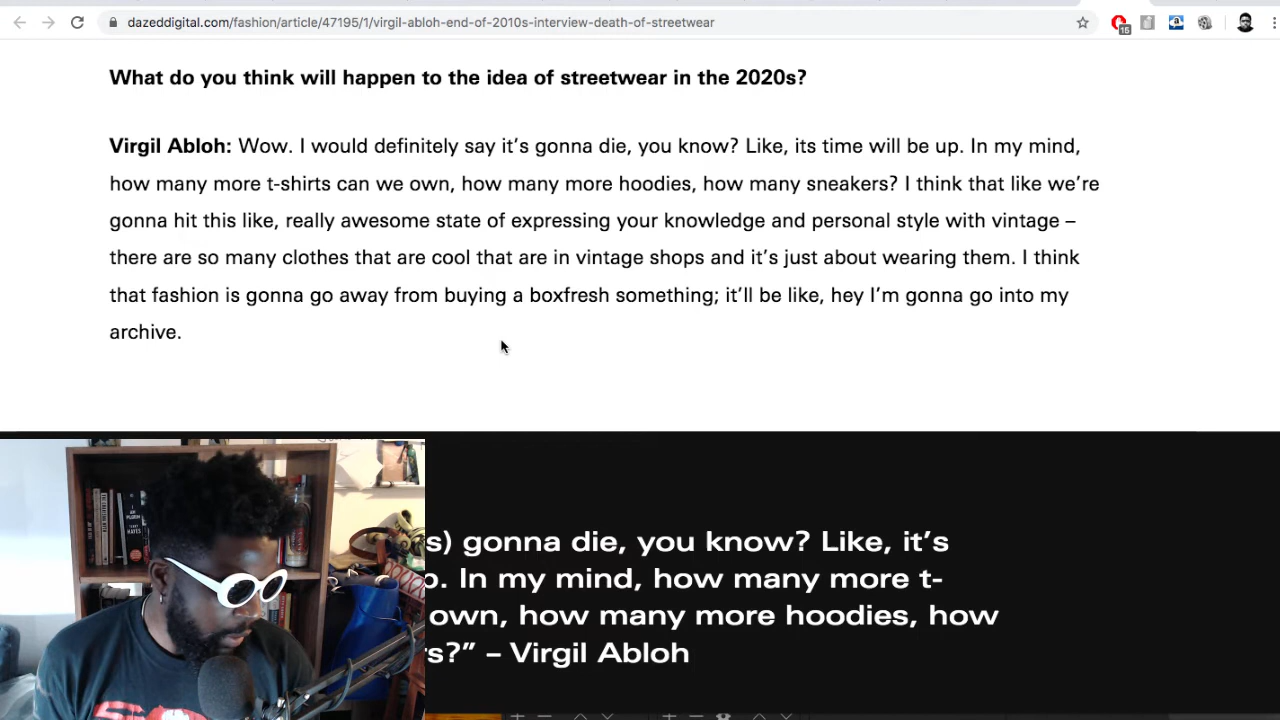 dazeddigital.com/fashion/article/47195/1/virgil-abloh-end-of-2010s-interview-death-of-streetwear
15
What do you think will happen to the idea of streetwear in the 2020s?
Virgil Abloh: Wow. I would definitely say it’s gonna die, you know? Like, its time will be up. In my mind,
how many more t-shirts can we own, how many more hoodies, how many sneakers? I think that like we’re
gonna hit this like, really awesome state of expressing your knowledge and personal style with vintage –
there are so many clothes that are cool that are in vintage shops and it’s just about wearing them. I think
that fashion is gonna go away from buying a boxfresh something; it’ll be like, hey I’m gonna go into my
archive.
s) gonna die, you know? Like, it’s
. In my mind, how many more t-
own, how many more hoodies, how
s?” – Virgil Abloh
I AM
PILGRIM
TERRY
HAYES